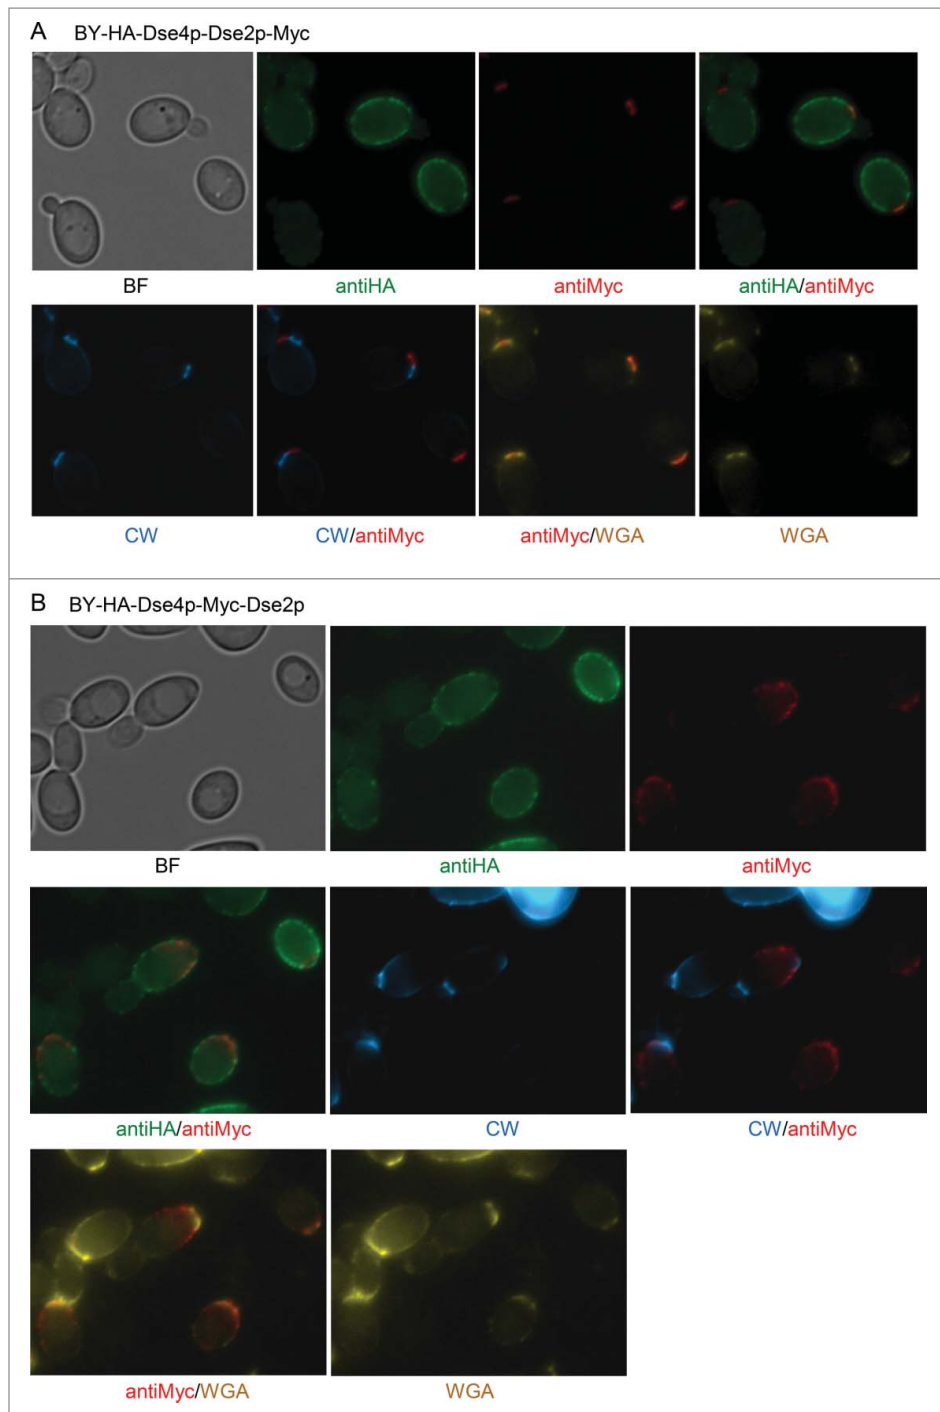 A BY-HA-Dse4p-Dse2p-Myc
BF antiHA antiMyc antiHA/antiMyc
CW CW/antiMyc antiMyc/WGA WGA
B BY-HA-Dse4p-Myc-Dse2p
BF antiHA antiMyc
antiHA/antiMyc CW CW/antiMyc
antiMyc/WGA WGA